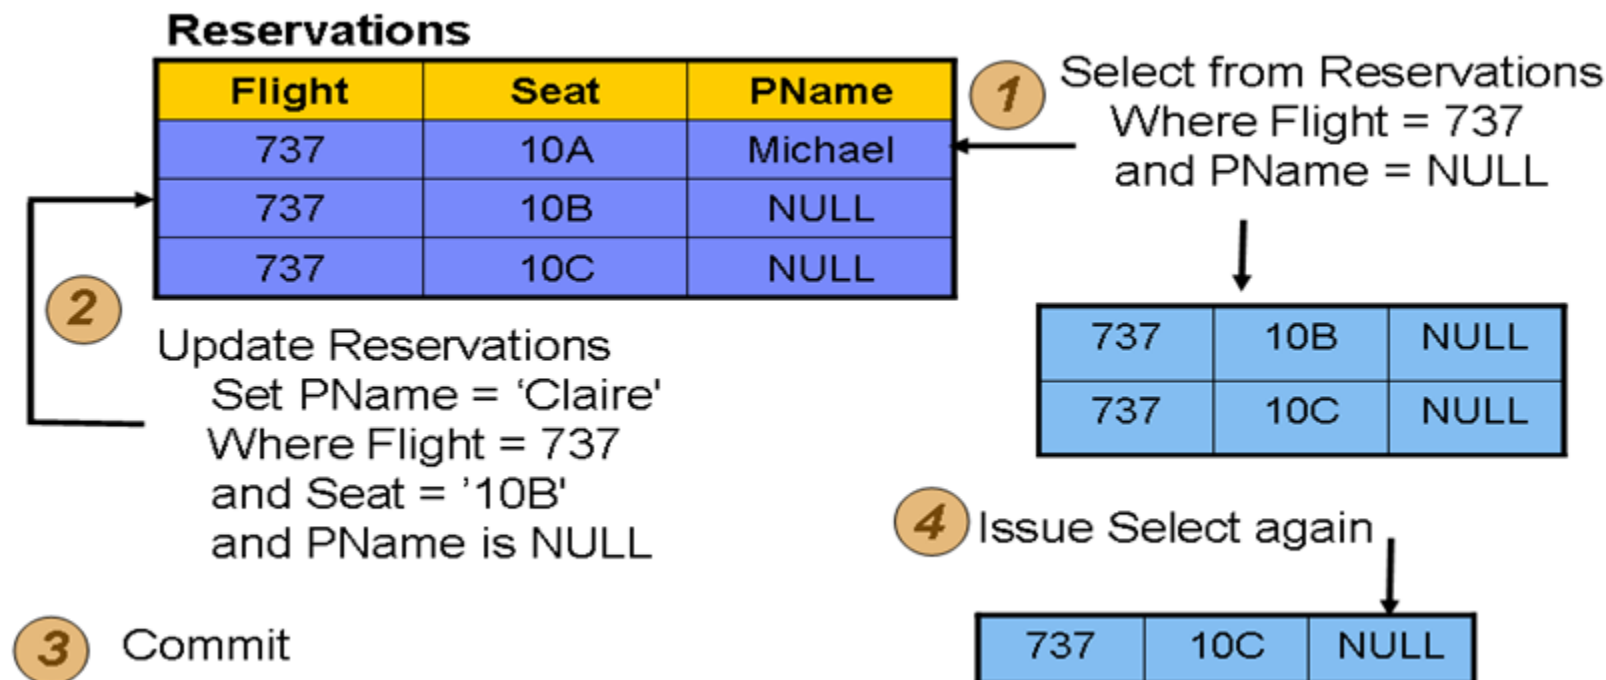 Reservations
Flight Seat PName
737 10A Michael
737 10B NULL
737 10C NULL
1
Select from Reservations
Where Flight = 737
and PName = NULL
737 10B NULL
737 10C NULL
2
Update Reservations
Set PName = ‘Claire'
Where Flight = 737
and Seat = ’10B'
and PName is NULL
3 Commit
4 Issue Select again
737 10C NULL